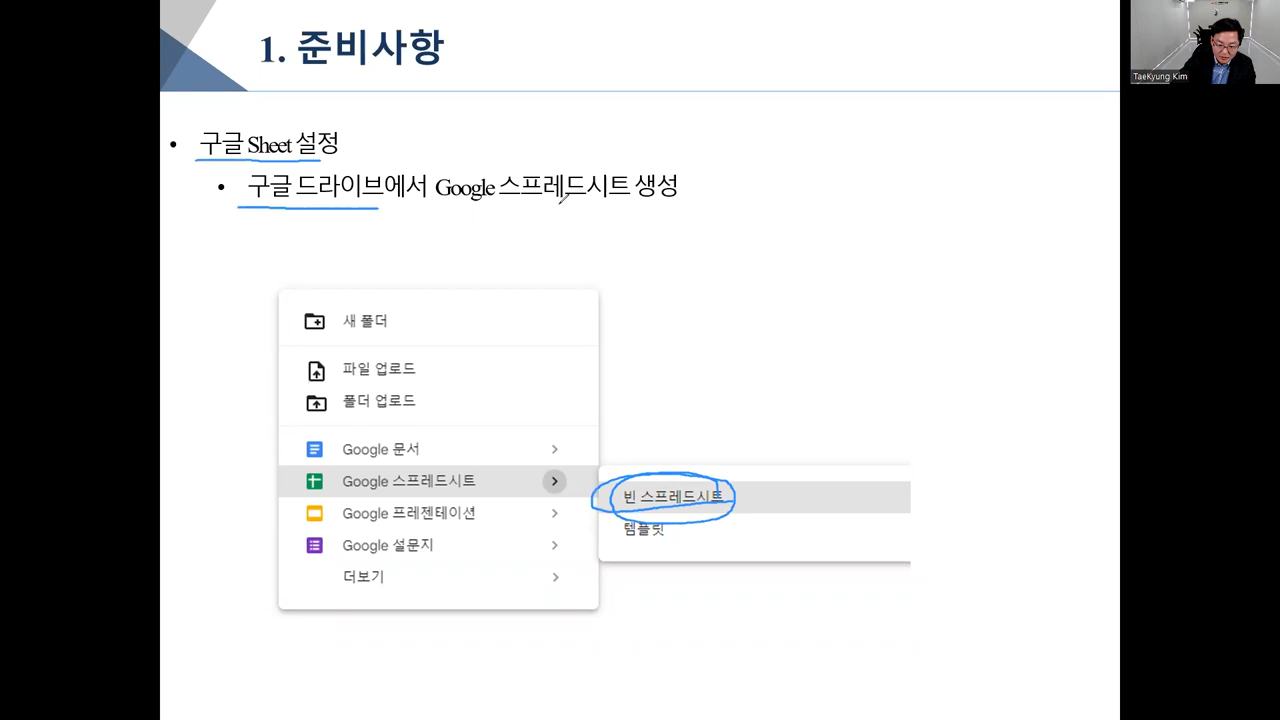 1. 준비사항
TaeKyung Kim
• 구글 Sheet 설정
• 구글 드라이브에서 Google 스프레드시트 생성
새 폴더
파일 업로드
폴더 업로드
Google 문서
Google 스프레드시트
빈 스프레드시트
Google 프레젠테이션
템플릿
Google 설문지
더보기